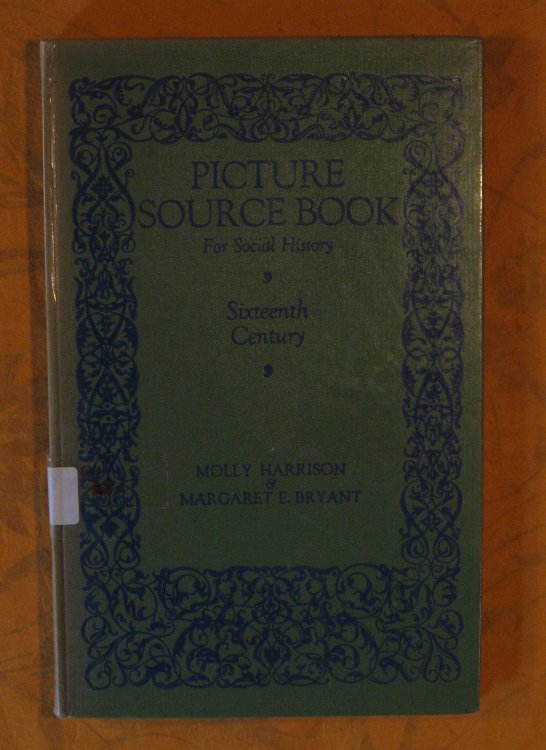 PICTURE
SOURCE BOOK
For Social History
Sixteenth
Century
MOLLY HARRISON
&
MARGARET E. BRYANT